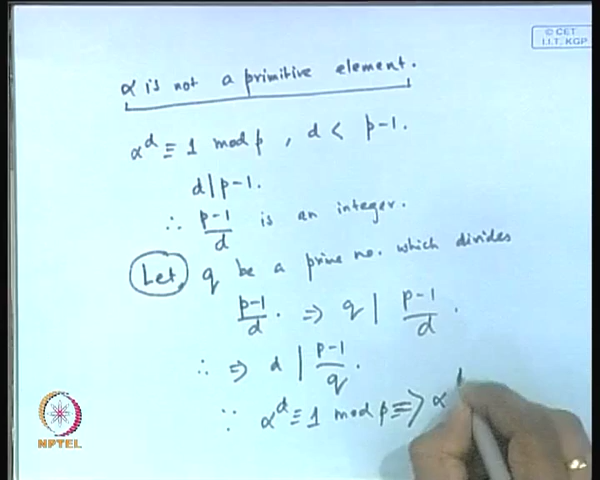 © CET
I.I.T, KGP
α is not a primitive element.
α^d ≡ 1 mod p , d < p-1.
d | p-1.
∴ (p-1)/d is an integer.
Let q be a prime no. which divides
(p-1)/d . ⇒ q | (p-1)/d .
∴ ⇒ d | (p-1)/q .
∵ α^d ≡ 1 mod p ⇒ α
NPTEL